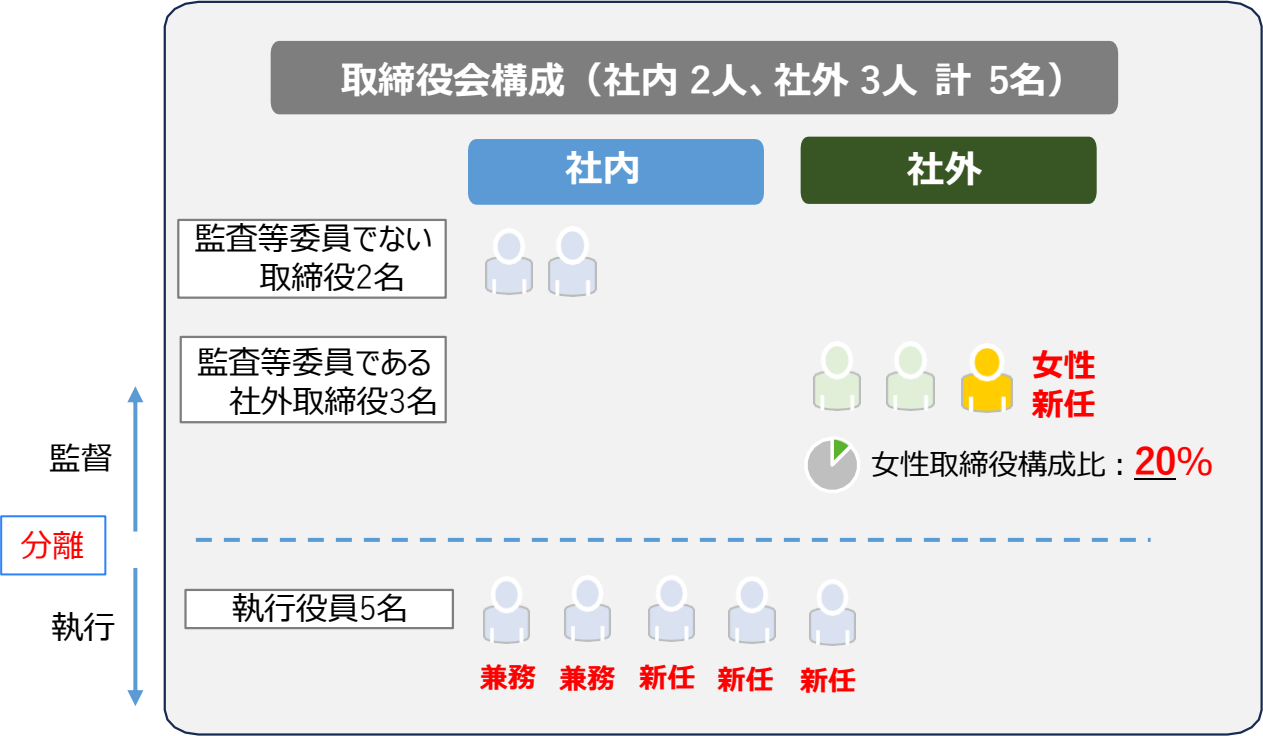 取締役会構成（社内 2人、社外 3人 計 5名）
社内
社外
監査等委員でない
取締役2名
監査等委員である
社外取締役3名
女性
新任
女性取締役構成比：20%
監督
分離
執行
執行役員5名
兼務
兼務
新任
新任
新任